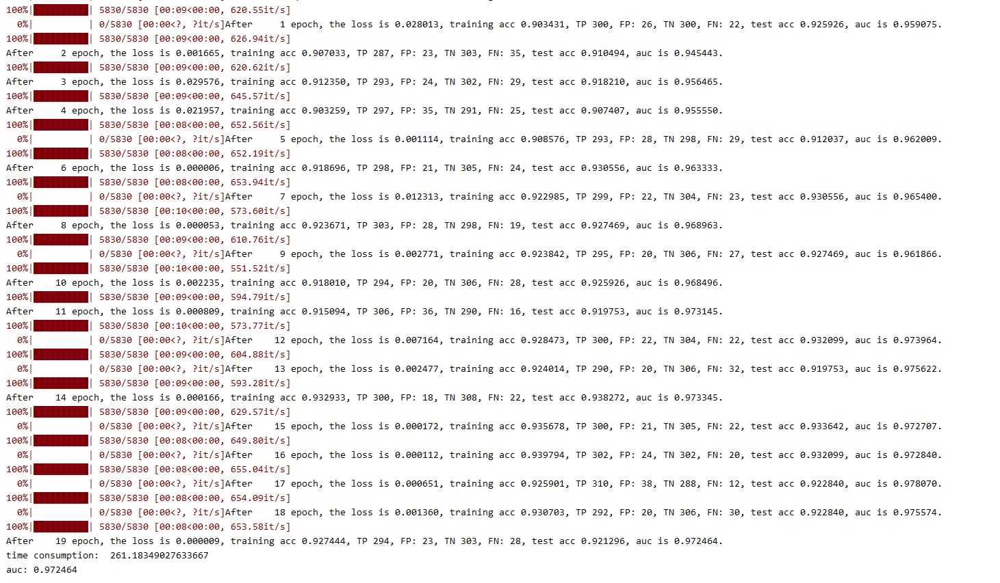 100%|██████████| 5830/5830 [00:09<00:00, 620.55it/s]
0%| | 0/5830 [00:00<?, ?it/s]After 1 epoch, the loss is 0.028013, training acc 0.903431, TP 300, FP: 26, TN 300, FN: 22, test acc 0.925926, auc is 0.959075.
100%|██████████| 5830/5830 [00:09<00:00, 626.94it/s]
After 2 epoch, the loss is 0.001665, training acc 0.907033, TP 287, FP: 23, TN 303, FN: 35, test acc 0.910494, auc is 0.945443.
100%|██████████| 5830/5830 [00:09<00:00, 620.62it/s]
After 3 epoch, the loss is 0.029576, training acc 0.912350, TP 293, FP: 24, TN 302, FN: 29, test acc 0.918210, auc is 0.956465.
100%|██████████| 5830/5830 [00:09<00:00, 645.57it/s]
After 4 epoch, the loss is 0.021957, training acc 0.903259, TP 297, FP: 35, TN 291, FN: 25, test acc 0.907407, auc is 0.955550.
100%|██████████| 5830/5830 [00:08<00:00, 652.56it/s]
0%| | 0/5830 [00:00<?, ?it/s]After 5 epoch, the loss is 0.001114, training acc 0.908576, TP 293, FP: 28, TN 298, FN: 29, test acc 0.912037, auc is 0.962009.
100%|██████████| 5830/5830 [00:08<00:00, 652.19it/s]
After 6 epoch, the loss is 0.000006, training acc 0.918696, TP 298, FP: 21, TN 305, FN: 24, test acc 0.930556, auc is 0.963333.
100%|██████████| 5830/5830 [00:08<00:00, 653.94it/s]
0%| | 0/5830 [00:00<?, ?it/s]After 7 epoch, the loss is 0.012313, training acc 0.922985, TP 299, FP: 22, TN 304, FN: 23, test acc 0.930556, auc is 0.965400.
100%|██████████| 5830/5830 [00:10<00:00, 573.60it/s]
After 8 epoch, the loss is 0.000053, training acc 0.923671, TP 303, FP: 28, TN 298, FN: 19, test acc 0.927469, auc is 0.968963.
100%|██████████| 5830/5830 [00:09<00:00, 610.76it/s]
0%| | 0/5830 [00:00<?, ?it/s]After 9 epoch, the loss is 0.002771, training acc 0.923842, TP 295, FP: 20, TN 306, FN: 27, test acc 0.927469, auc is 0.961866.
100%|██████████| 5830/5830 [00:10<00:00, 551.52it/s]
After 10 epoch, the loss is 0.002235, training acc 0.918010, TP 294, FP: 20, TN 306, FN: 28, test acc 0.925926, auc is 0.968496.
100%|██████████| 5830/5830 [00:09<00:00, 594.79it/s]
After 11 epoch, the loss is 0.000809, training acc 0.915094, TP 306, FP: 36, TN 290, FN: 16, test acc 0.919753, auc is 0.973145.
100%|██████████| 5830/5830 [00:10<00:00, 573.77it/s]
0%| | 0/5830 [00:00<?, ?it/s]After 12 epoch, the loss is 0.007164, training acc 0.928473, TP 300, FP: 22, TN 304, FN: 22, test acc 0.932099, auc is 0.973964.
100%|██████████| 5830/5830 [00:09<00:00, 604.88it/s]
0%| | 0/5830 [00:00<?, ?it/s]After 13 epoch, the loss is 0.002477, training acc 0.924014, TP 290, FP: 20, TN 306, FN: 32, test acc 0.919753, auc is 0.975622.
100%|██████████| 5830/5830 [00:09<00:00, 593.28it/s]
After 14 epoch, the loss is 0.000166, training acc 0.932933, TP 300, FP: 18, TN 308, FN: 22, test acc 0.938272, auc is 0.973345.
100%|██████████| 5830/5830 [00:09<00:00, 629.57it/s]
0%| | 0/5830 [00:00<?, ?it/s]After 15 epoch, the loss is 0.000172, training acc 0.935678, TP 300, FP: 21, TN 305, FN: 22, test acc 0.933642, auc is 0.972707.
100%|██████████| 5830/5830 [00:08<00:00, 649.80it/s]
0%| | 0/5830 [00:00<?, ?it/s]After 16 epoch, the loss is 0.000112, training acc 0.939794, TP 302, FP: 24, TN 302, FN: 20, test acc 0.932099, auc is 0.972840.
100%|██████████| 5830/5830 [00:08<00:00, 655.04it/s]
0%| | 0/5830 [00:00<?, ?it/s]After 17 epoch, the loss is 0.000651, training acc 0.925901, TP 310, FP: 38, TN 288, FN: 12, test acc 0.922840, auc is 0.978070.
100%|██████████| 5830/5830 [00:08<00:00, 654.09it/s]
0%| | 0/5830 [00:00<?, ?it/s]After 18 epoch, the loss is 0.001360, training acc 0.930703, TP 292, FP: 20, TN 306, FN: 30, test acc 0.922840, auc is 0.975574.
100%|██████████| 5830/5830 [00:08<00:00, 653.58it/s]
After 19 epoch, the loss is 0.000009, training acc 0.927444, TP 294, FP: 23, TN 303, FN: 28, test acc 0.921296, auc is 0.972464.
time consumption: 261.18349027633667
auc: 0.972464